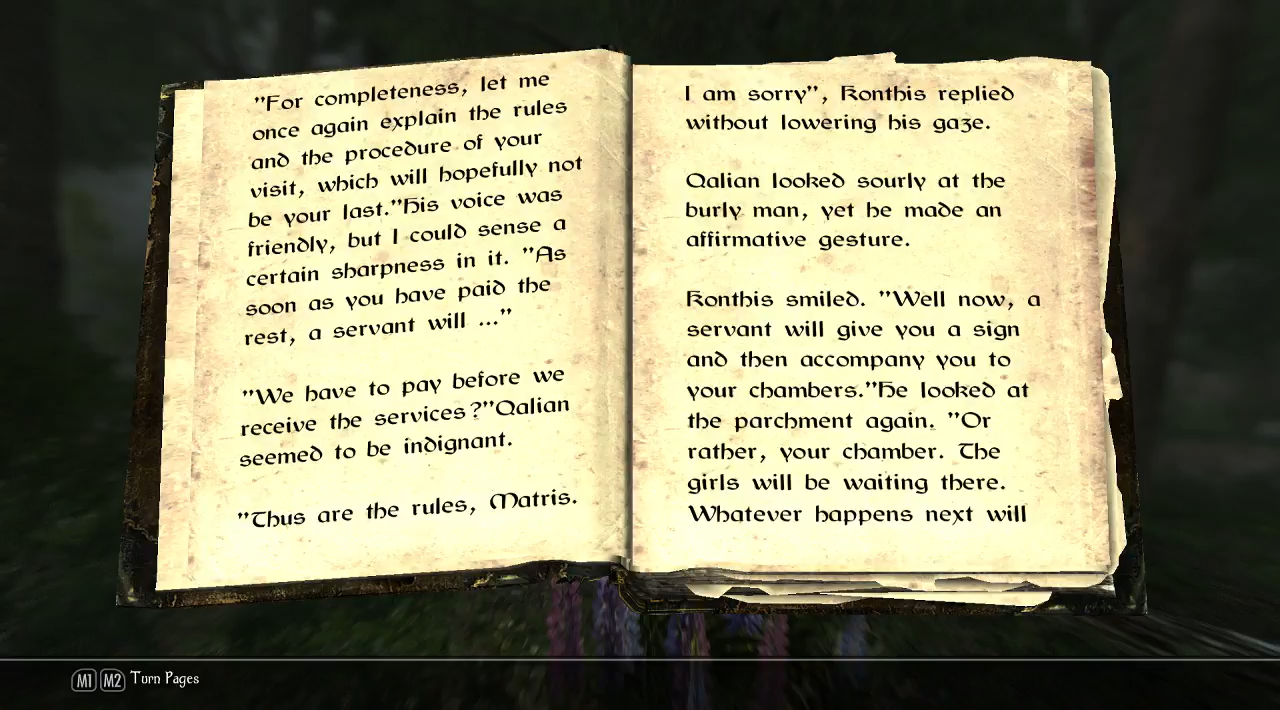 "For completeness, let me
once again explain the rules
and the procedure of your
visit, which will hopefully not
be your last."His voice was
friendly, but I could sense a
certain sharpness in it. "As
soon as you have paid the
rest, a servant will ..."
"We have to pay before we
receive the services?"Qalian
seemed to be indignant.
"Thus are the rules, Matris.
I am sorry", Konthis replied
without lowering his gaze.
Qalian looked sourly at the
burly man, yet he made an
affirmative gesture.
Konthis smiled. "Well now, a
servant will give you a sign
and then accompany you to
your chambers."He looked at
the parchment again. "Or
rather, your chamber. The
girls will be waiting there.
Whatever happens next will
M1 M2 Turn Pages